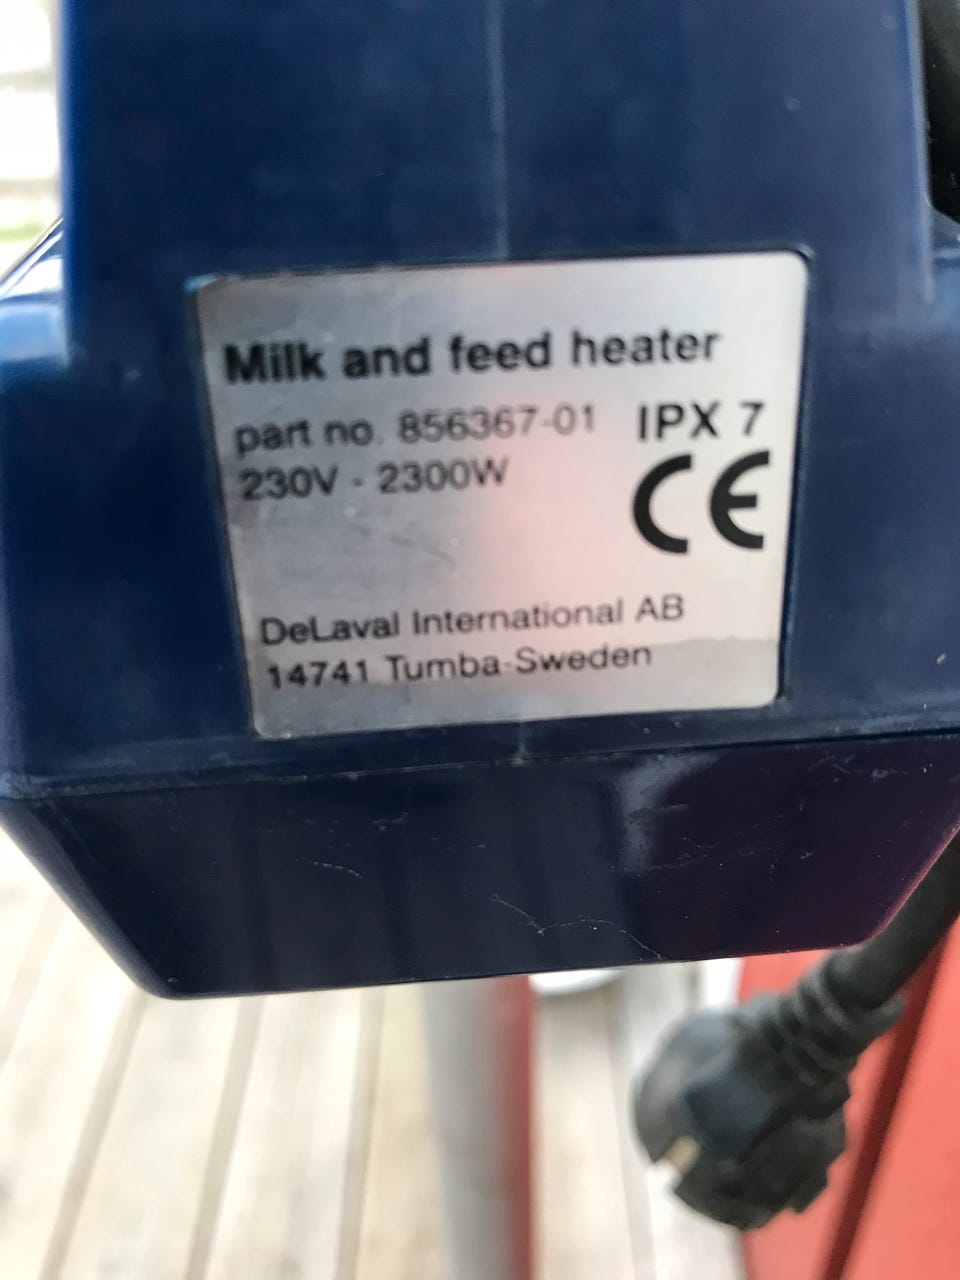 Milk and feed heater
part no. 856367-01 IPX 7
230V - 2300W CE
DeLaval International AB
14741 Tumba-Sweden